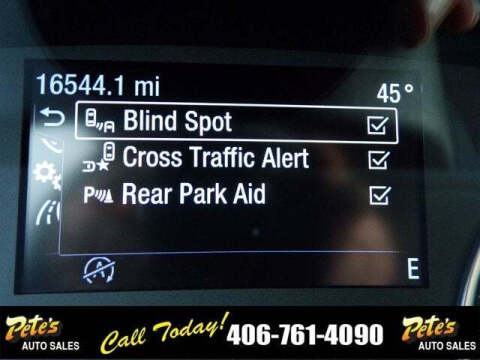 16544.1 mi 45°
Blind Spot
Cross Traffic Alert
P Rear Park Aid
E
Pete's AUTO SALES
Call Today! 406-761-4090
Pete's AUTO SALES